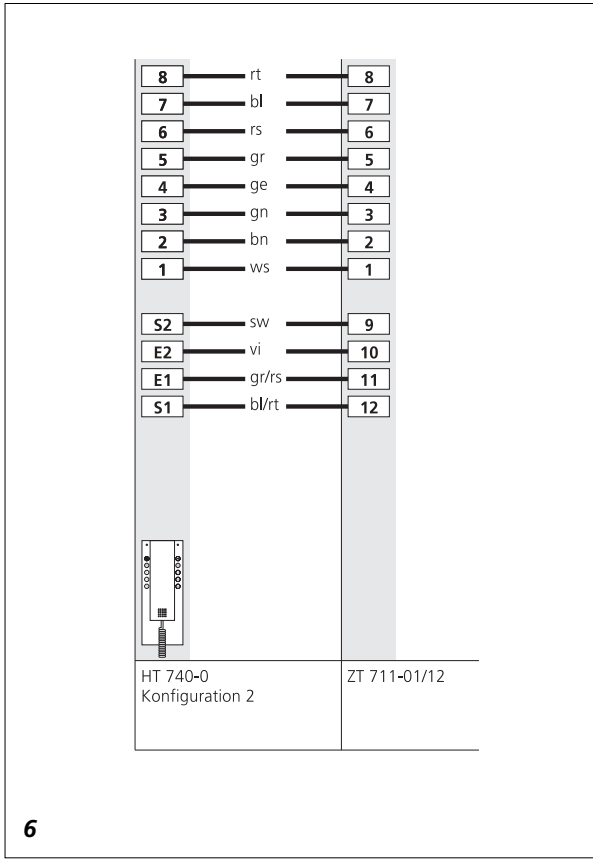 8 rt 8
7 bl 7
6 rs 6
5 gr 5
4 ge 4
3 gn 3
2 bn 2
1 ws 1
S2 sw 9
E2 vi 10
E1 gr/rs 11
S1 bl/rt 12
HT 740-0 ZT 711-01/12
Konfiguration 2
6